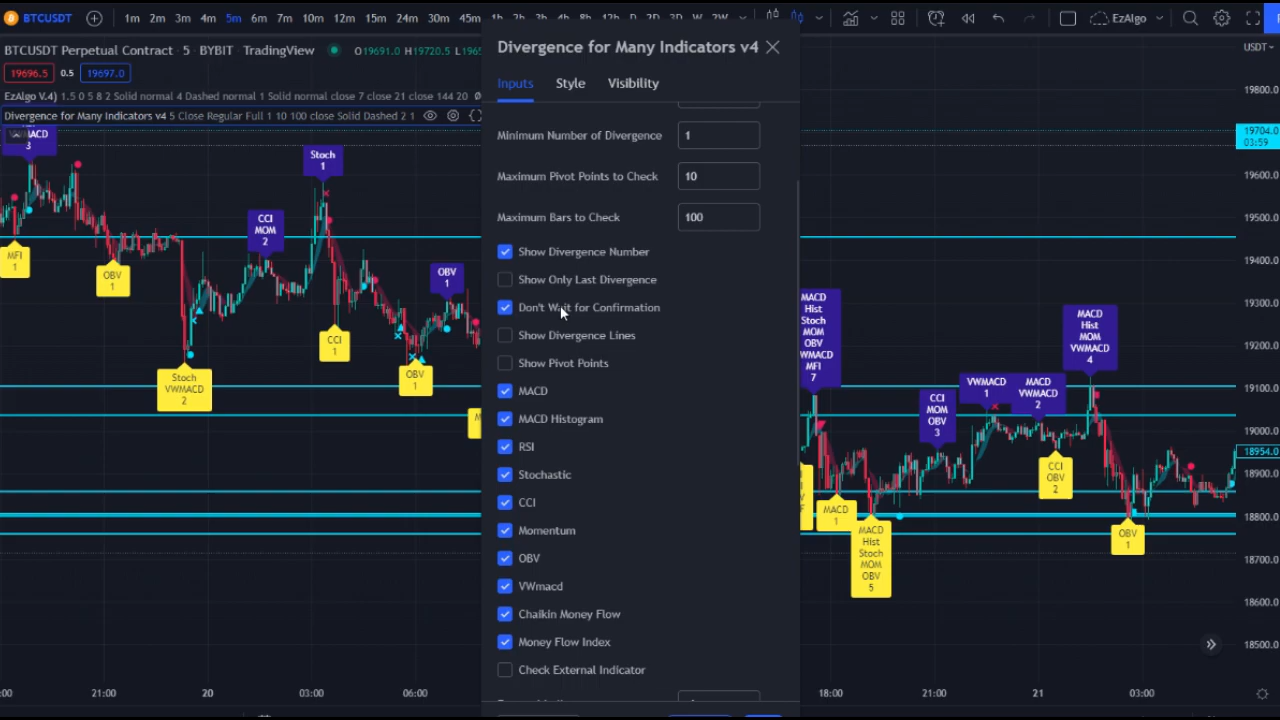 BTCUSDT
1m 2m 3m 4m 5m 6m 7m 10m 12m 15m 24m 30m 45m
EzAlgo
BTCUSDT Perpetual Contract · 5 · BYBIT · TradingView
O19691.0 H19720.5
USDT
19696.5 0.5 19697.0
EzAlgo V.4) 1.5 0 5 8 2 Solid normal 4 Dashed normal 1 Solid normal close 7 close 21 close 144 20
Divergence for Many Indicators v4 5 Close Regular Full 1 10 100 close Solid Dashed 2 1
3
MFI
1
OBV
1
Stoch
VWMACD
2
CCI
MOM
2
Stoch
1
CCI
1
OBV
1
OBV
1
Divergence for Many Indicators v4
Inputs Style Visibility
Minimum Number of Divergence 1
Maximum Pivot Points to Check 10
Maximum Bars to Check 100
Show Divergence Number
Show Only Last Divergence
Don't Wait for Confirmation
Show Divergence Lines
Show Pivot Points
MACD
MACD Histogram
RSI
Stochastic
CCI
Momentum
OBV
VWmacd
Chaikin Money Flow
Money Flow Index
Check External Indicator
MACD
Hist
Stoch
MOM
OBV
VWMACD
MFI
7
MACD
1
MACD
Hist
Stoch
MOM
OBV
5
CCI
MOM
OBV
3
VWMACD
1
MACD
VWMACD
2
CCI
OBV
2
MACD
Hist
MOM
VWMACD
4
OBV
1
19800.0
19704.0
03:59
19600.0
19500.0
19400.0
19300.0
19200.0
19100.0
19000.0
18954.0
18900.0
18800.0
18700.0
18600.0
18500.0
21:00 20 03:00 06:00 18:00 21:00 21 03:00